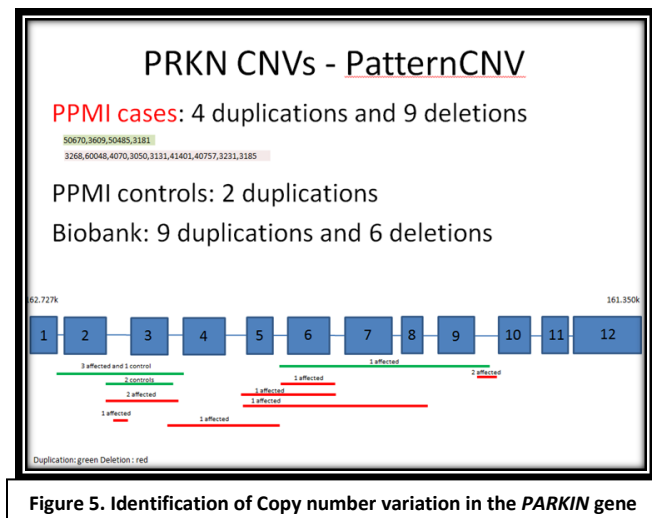 PRKN CNVs - PatternCNV
PPMI cases: 4 duplications and 9 deletions
50670,3609,50485,3181
3268,60048,4070,3050,3131,41401,40757,3231,3185
PPMI controls: 2 duplications
Biobank: 9 duplications and 6 deletions
162.727k 161.350k
1 2 3 4 5 6 7 8 9 10 11 12
3 affected and 1 control
1 affected
2 controls
1 affected
2 affected
2 affected
1 affected
1 affected
1 affected
1 affected
Duplication: green Deletion : red
Figure 5. Identification of Copy number variation in the PARKIN gene